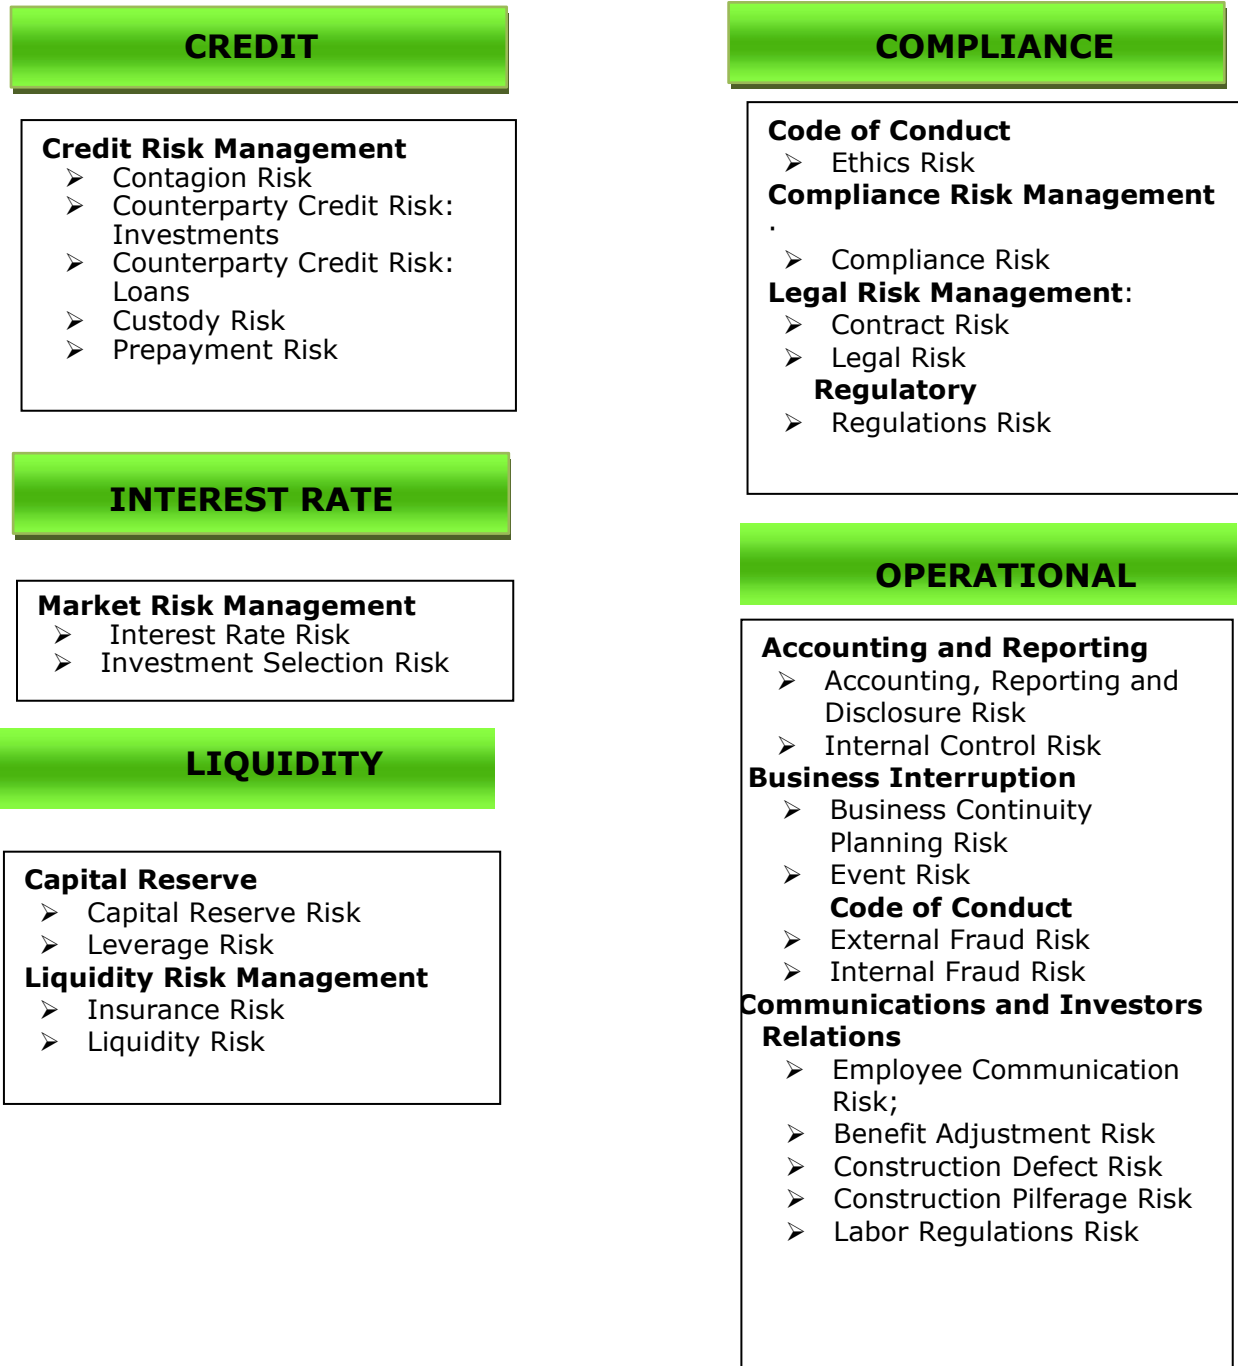 CREDIT
Credit Risk Management
➢ Contagion Risk
➢ Counterparty Credit Risk:
Investments
➢ Counterparty Credit Risk:
Loans
➢ Custody Risk
➢ Prepayment Risk
INTEREST RATE
Market Risk Management
➢ Interest Rate Risk
➢ Investment Selection Risk
LIQUIDITY
Capital Reserve
➢ Capital Reserve Risk
➢ Leverage Risk
Liquidity Risk Management
➢ Insurance Risk
➢ Liquidity Risk
COMPLIANCE
Code of Conduct
➢ Ethics Risk
Compliance Risk Management
.
➢ Compliance Risk
Legal Risk Management:
➢ Contract Risk
➢ Legal Risk
Regulatory
➢ Regulations Risk
OPERATIONAL
Accounting and Reporting
➢ Accounting, Reporting and
Disclosure Risk
➢ Internal Control Risk
Business Interruption
➢ Business Continuity
Planning Risk
➢ Event Risk
Code of Conduct
➢ External Fraud Risk
➢ Internal Fraud Risk
Communications and Investors
Relations
➢ Employee Communication
Risk;
➢ Benefit Adjustment Risk
➢ Construction Defect Risk
➢ Construction Pilferage Risk
➢ Labor Regulations Risk